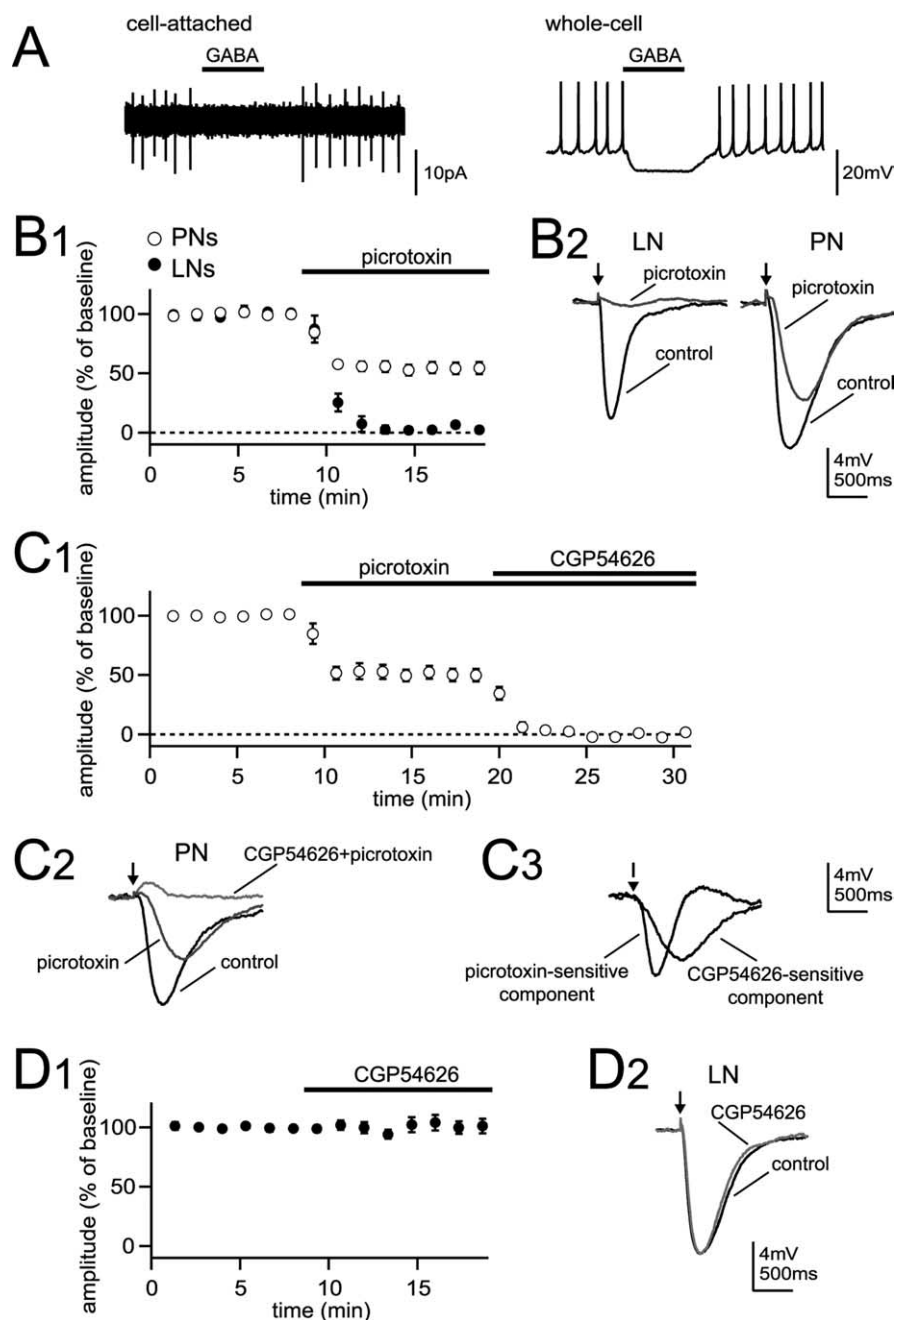 A
cell-attached
whole-cell
GABA
GABA
10pA
20mV
B1
PNs
LNs
picrotoxin
amplitude (% of baseline)
100
50
0
0 5 10 15
time (min)
B2
LN
PN
picrotoxin
picrotoxin
control
control
4mV
500ms
C1
CGP54626
picrotoxin
amplitude (% of baseline)
100
50
0
0 5 10 15 20 25 30
time (min)
C2
PN
CGP54626+picrotoxin
picrotoxin
control
C3
4mV
500ms
picrotoxin-sensitive
component
CGP54626-sensitive
component
D1
CGP54626
amplitude (% of baseline)
100
50
0
0 5 10 15
time (min)
D2
LN
CGP54626
control
4mV
500ms